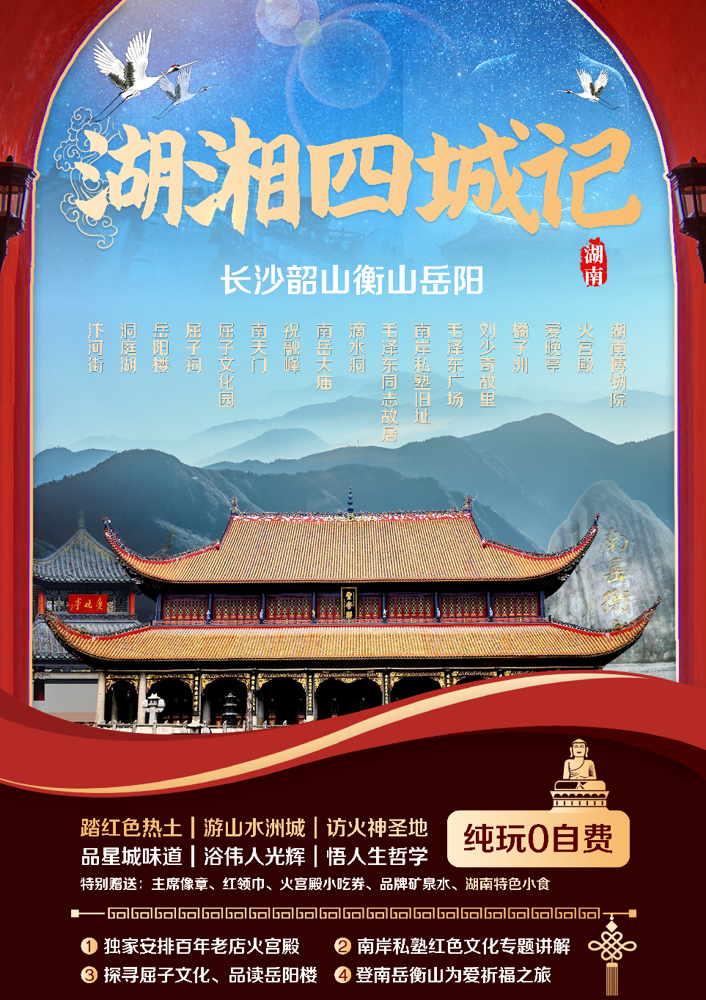 湖湘四城记
湖南
长沙韶山衡山岳阳
湖南博物院
火宫殿
爱晚亭
橘子洲
刘少奇故里
毛泽东广场
南岸私塾旧址
毛泽东同志故居
滴水洞
南岳大庙
祝融峰
南天门
屈子文化园
屈子祠
岳阳楼
洞庭湖
汴河街
南岳衡
愛晚亭
聖帝殿
踏红色热土|游山水洲城|访火神圣地
品星城味道|浴伟人光辉|悟人生哲学
纯玩0自费
特别赠送：主席像章、红领巾、火宫殿小吃券、品牌矿泉水、湖南特色小食
1 独家安排百年老店火宫殿
2 南岸私塾红色文化专题讲解
3 探寻屈子文化、品读岳阳楼
4 登南岳衡山为爱祈福之旅